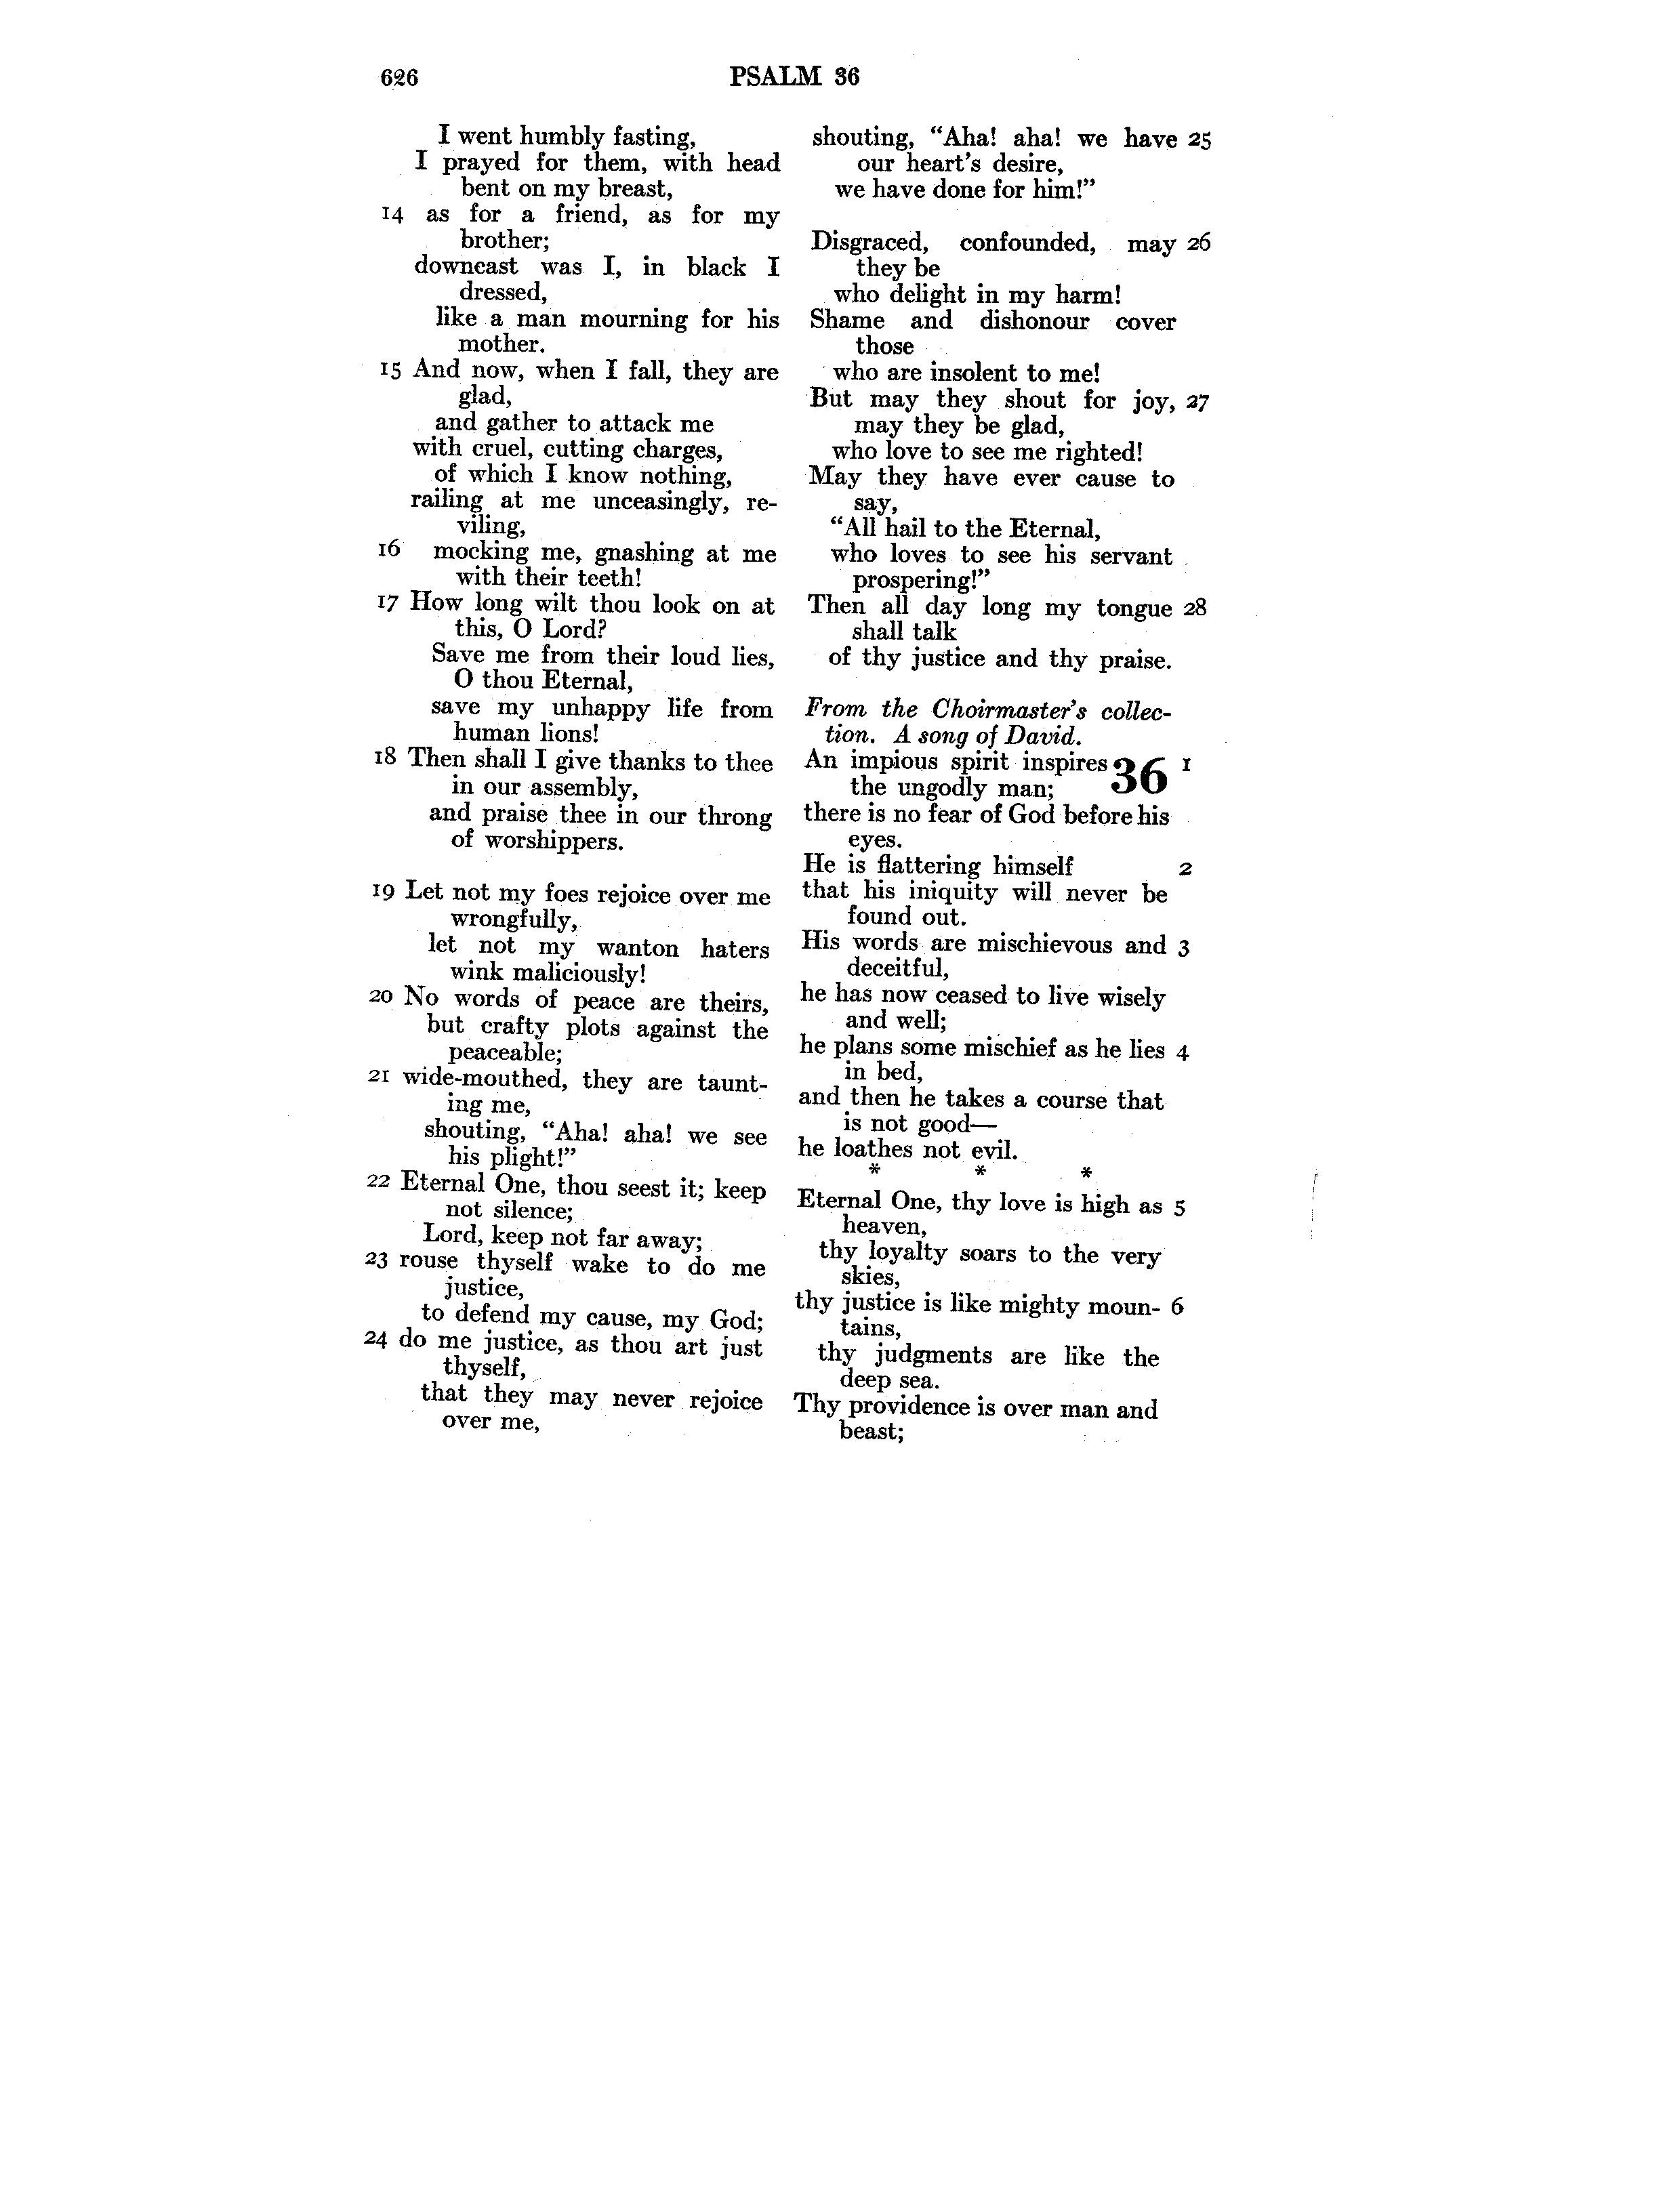 626
PSALM 36
I went humbly fasting,
I prayed for them, with head
bent on my breast,
14 as for a friend, as for my
brother;
downcast was I, in black I
dressed,
like a man mourning for his
mother.
15 And now, when I fall, they are
glad,
and gather to attack me
with cruel, cutting charges,
of which I know nothing,
railing at me unceasingly, re-
viling,
16 mocking me, gnashing at me
with their teeth!
17 How long wilt thou look on at
this, O Lord?
Save me from their loud lies,
O thou Eternal,
save my unhappy life from
human lions!
18 Then shall I give thanks to thee
in our assembly,
and praise thee in our throng
of worshippers.
19 Let not my foes rejoice over me
wrongfully,
let not my wanton haters
wink maliciously!
20 No words of peace are theirs,
but crafty plots against the
peaceable;
21 wide-mouthed, they are taunt-
ing me,
shouting, "Aha! aha! we see
his plight!"
22 Eternal One, thou seest it; keep
not silence;
Lord, keep not far away;
23 rouse thyself wake to do me
justice,
to defend my cause, my God;
24 do me justice, as thou art just
thyself,
that they may never rejoice
over me,
shouting, "Aha! aha! we have 25
our heart's desire,
we have done for him!"
Disgraced, confounded, may 26
they be
who delight in my harm!
Shame and dishonour cover
those
who are insolent to me!
But may they shout for joy, 27
may they be glad,
who love to see me righted!
May they have ever cause to
say,
"All hail to the Eternal,
who loves to see his servant
prospering!"
Then all day long my tongue 28
shall talk
of thy justice and thy praise.
From the Choirmaster's collec-
tion. A song of David.
An impious spirit inspires 36 1
the ungodly man;
there is no fear of God before his
eyes.
He is flattering himself 2
that his iniquity will never be
found out.
His words are mischievous and 3
deceitful,
he has now ceased to live wisely
and well;
he plans some mischief as he lies 4
in bed,
and then he takes a course that
is not good—
he loathes not evil.
* * *
Eternal One, thy love is high as 5
heaven,
thy loyalty soars to the very
skies,
thy justice is like mighty moun- 6
tains,
thy judgments are like the
deep sea.
Thy providence is over man and
beast;